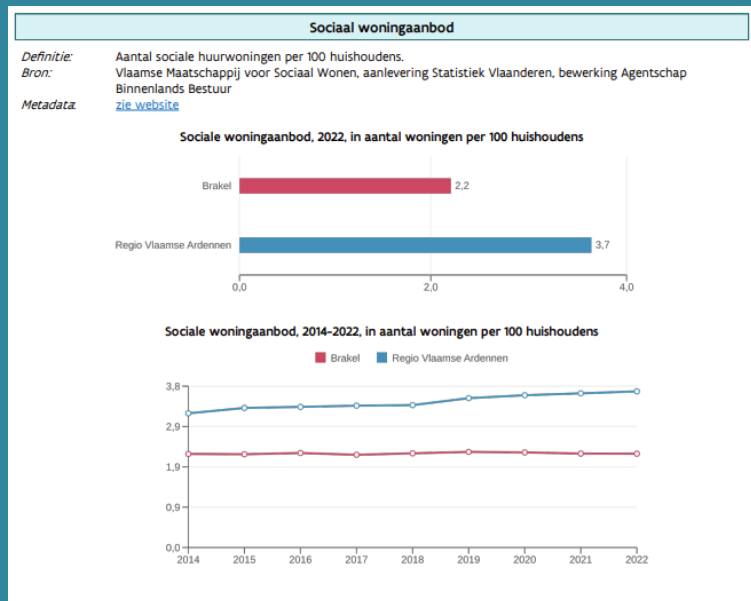 Sociaal woningaanbod
Definitie: Aantal sociale huurwoningen per 100 huishoudens.
Bron: Vlaamse Maatschappij voor Sociaal Wonen, aanlevering Statistiek Vlaanderen, bewerking Agentschap
Binnenlands Bestuur
Metadata: zie website
Sociale woningaanbod, 2022, in aantal woningen per 100 huishoudens
Brakel 2,2
Regio Vlaamse Ardennen 3,7
0,0 2,0 4,0
Sociale woningaanbod, 2014-2022, in aantal woningen per 100 huishoudens
Brakel Regio Vlaamse Ardennen
3,8
2,9
1,9
0,9
0,0
2014 2015 2016 2017 2018 2019 2020 2021 2022